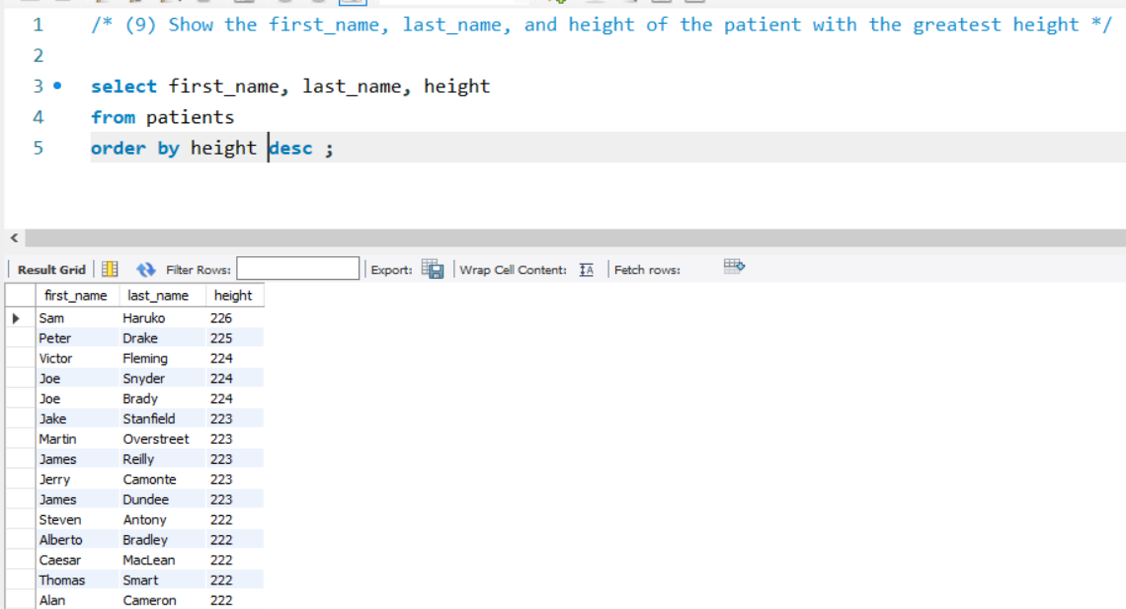 1 /* (9) Show the first_name, last_name, and height of the patient with the greatest height */
2
3 select first_name, last_name, height
4 from patients
5 order by height desc ;
Result Grid Filter Rows: Export: Wrap Cell Content: IA Fetch rows:
first_name last_name height
Sam Haruko 226
Peter Drake 225
Victor Fleming 224
Joe Snyder 224
Joe Brady 224
Jake Stanfield 223
Martin Overstreet 223
James Reilly 223
Jerry Camonte 223
James Dundee 223
Steven Antony 222
Alberto Bradley 222
Caesar MacLean 222
Thomas Smart 222
Alan Cameron 222